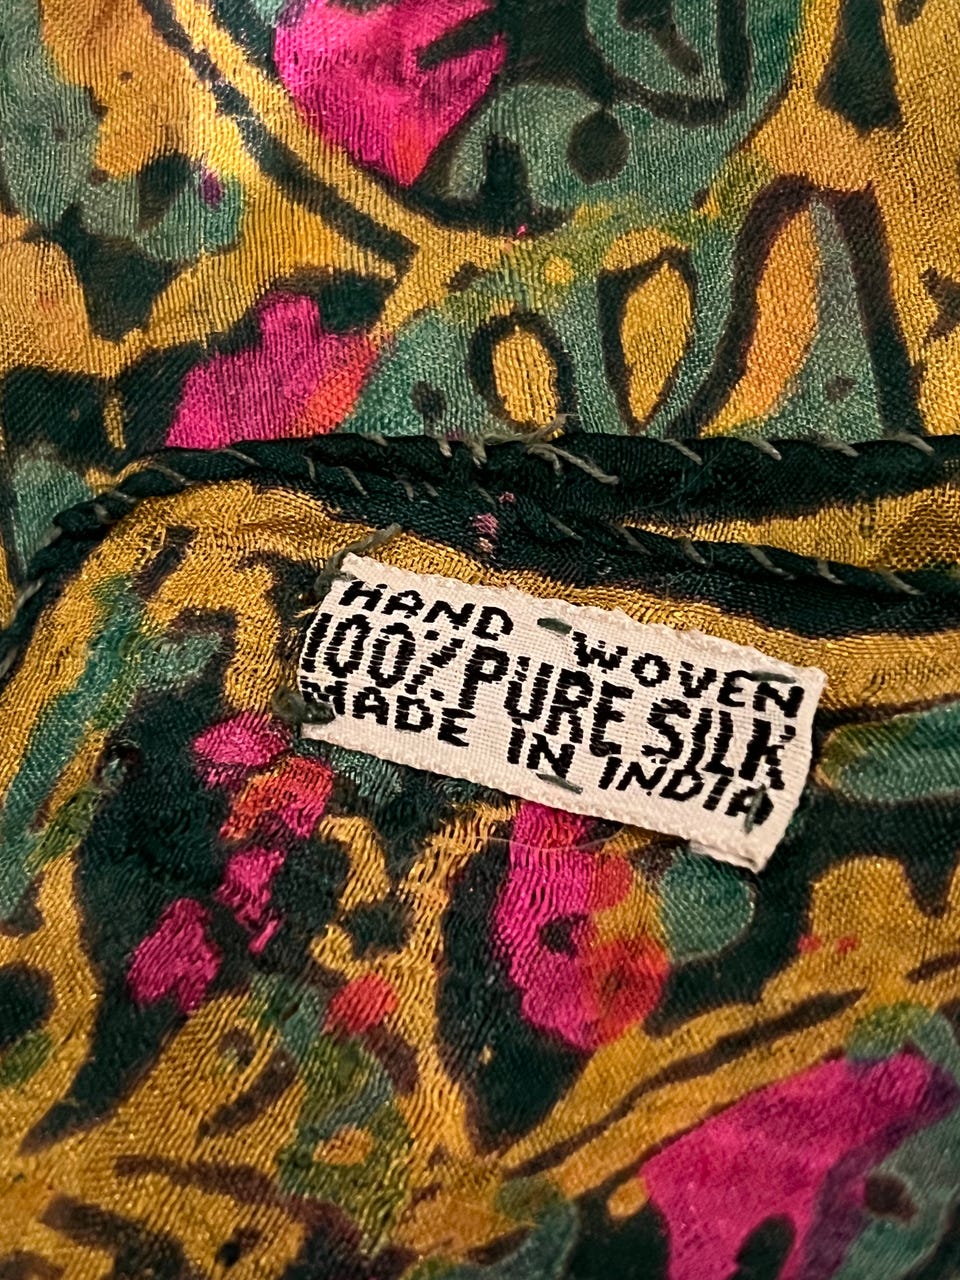 HAND - WOVEN
100% PURE SILK
MADE IN INDIA